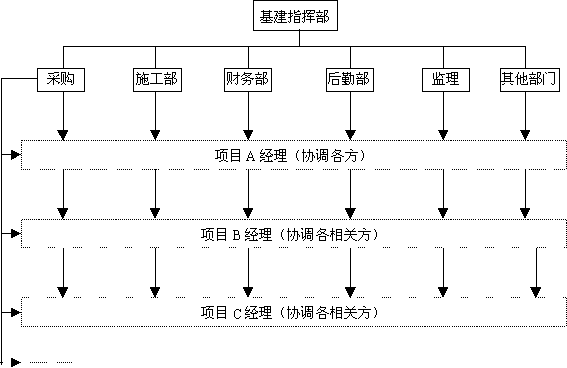 基建指挥部
采购
施工部
财务部
后勤部
监理
其他部门
项目 A 经理（协调各方）
项目 B 经理（协调各相关方）
项目 C 经理（协调各相关方）